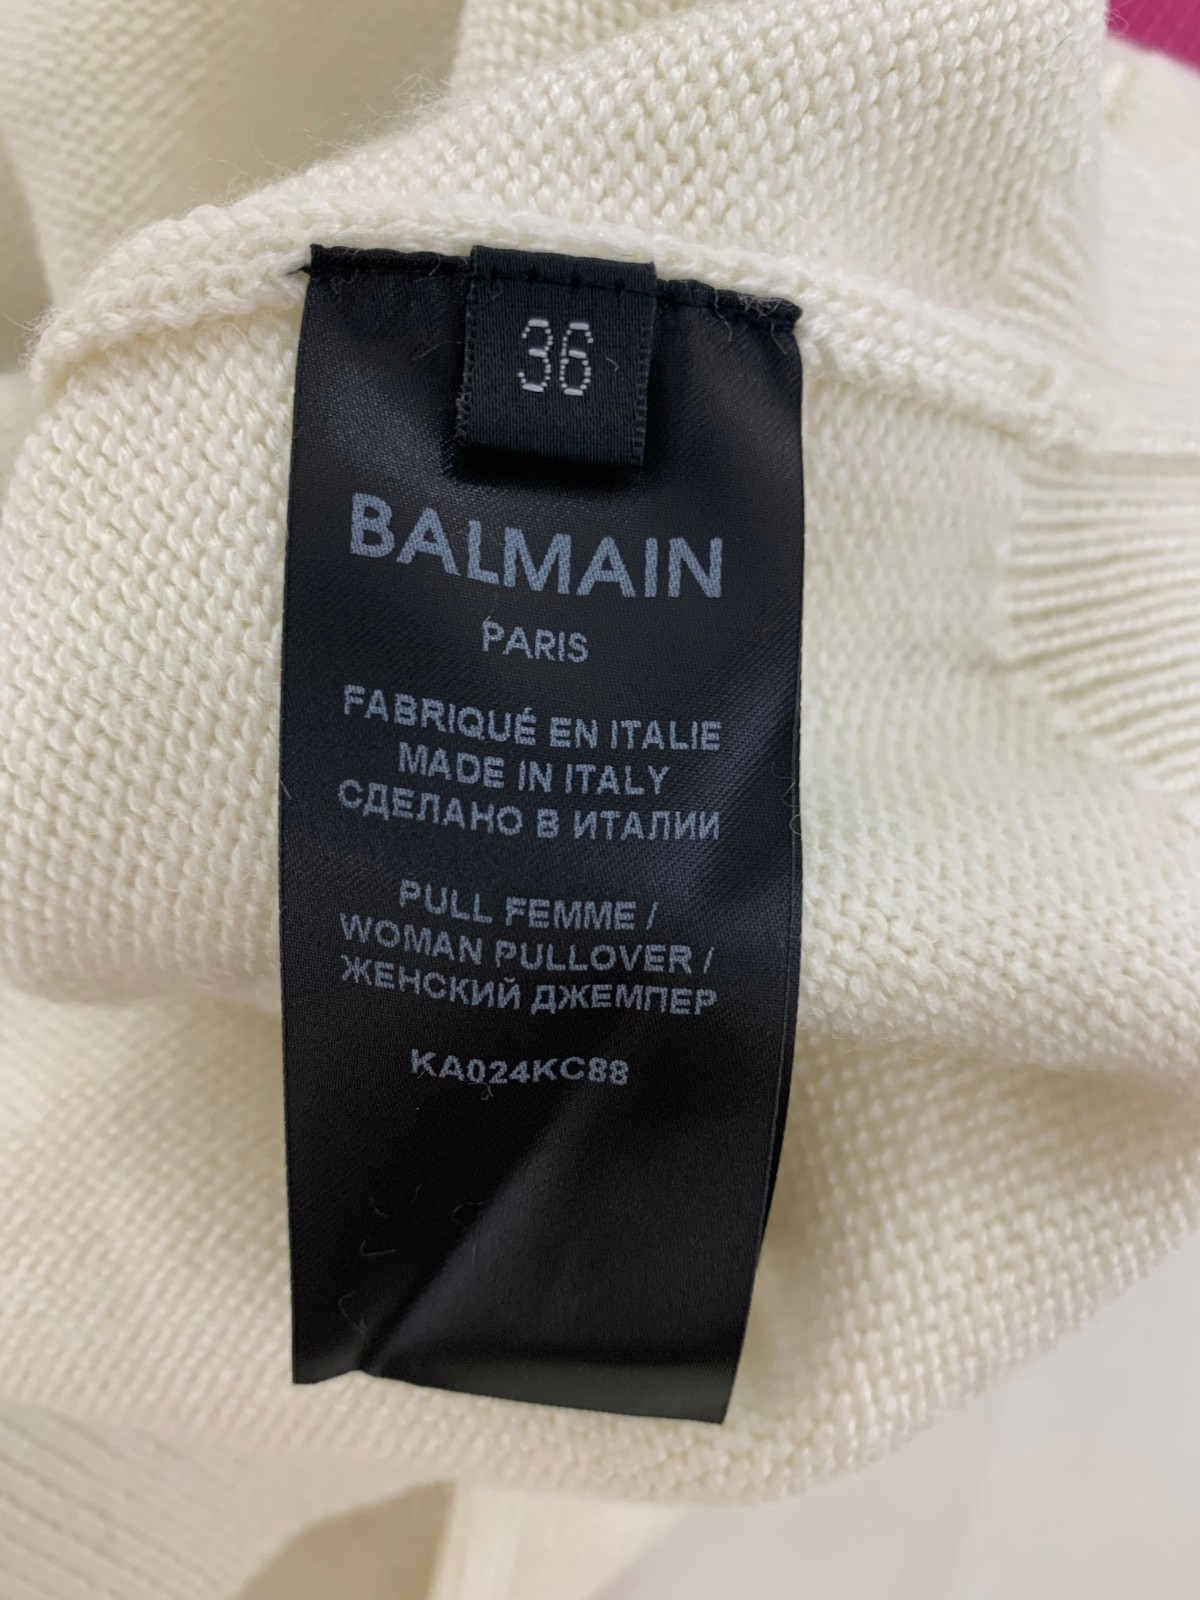 36
BALMAIN
PARIS
FABRIQUÉ EN ITALIE
MADE IN ITALY
СДЕЛАНО В ИТАЛИИ
PULL FEMME /
WOMAN PULLOVER /
ЖЕНСКИЙ ДЖЕМПЕР
KA024KC88